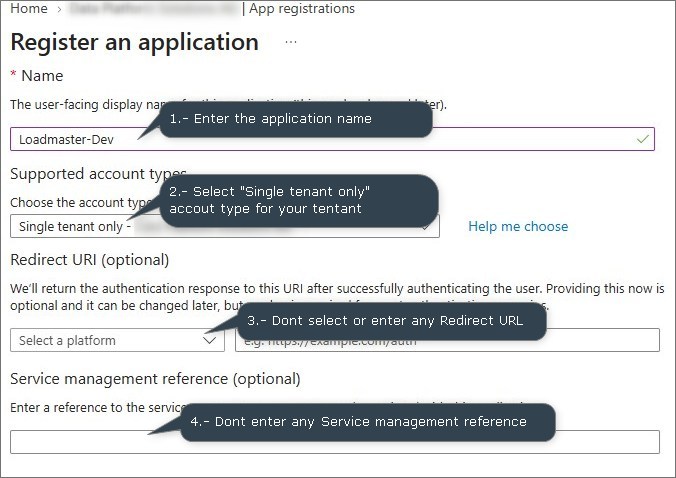 Home > | App registrations
Register an application ...
* Name
The user-facing display name
1.- Enter the application name
Loadmaster-Dev
Supported account types
2.- Select "Single tenant only"
accout type for your tentant
Choose the account type
Single tenant only -
Help me choose
Redirect URI (optional)
We'll return the authentication response to this URI after successfully authenticating the user. Providing this now is
optional and it can be changed later, but
3.- Dont select or enter any Redirect URL
Select a platform
e.g. https://example.com/auth
Service management reference (optional)
Enter a reference to the service
4.- Dont enter any Service management reference